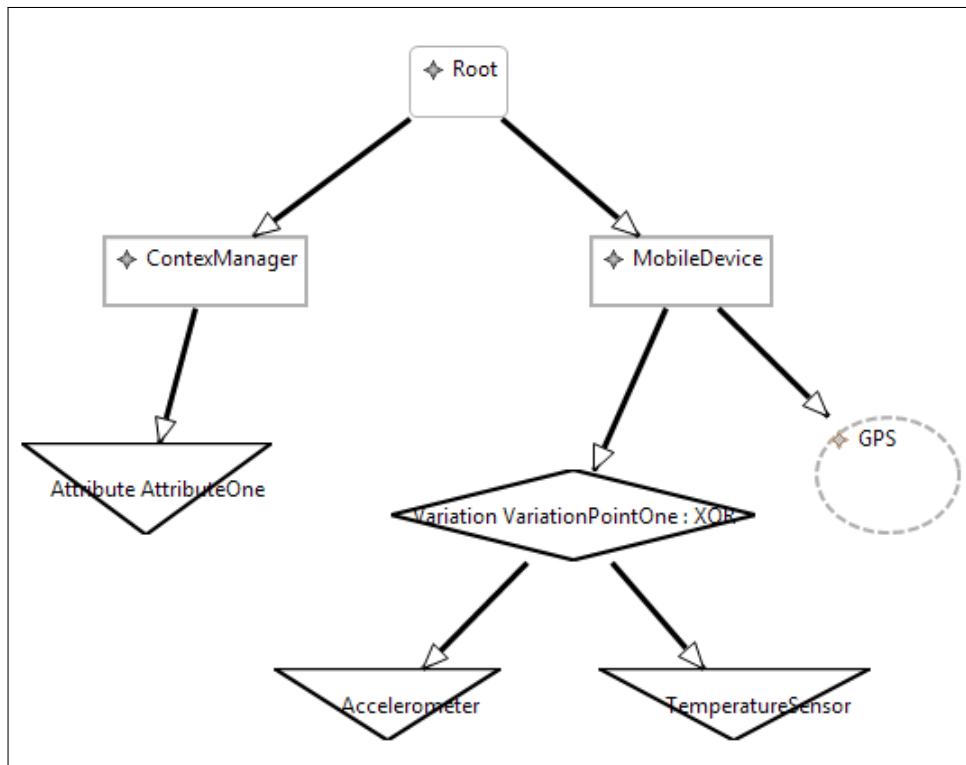 Root
ContexManager
MobileDevice
GPS
Attribute AttributeOne
Variation VariationPointOne : XOR
Accelerometer
TemperatureSensor